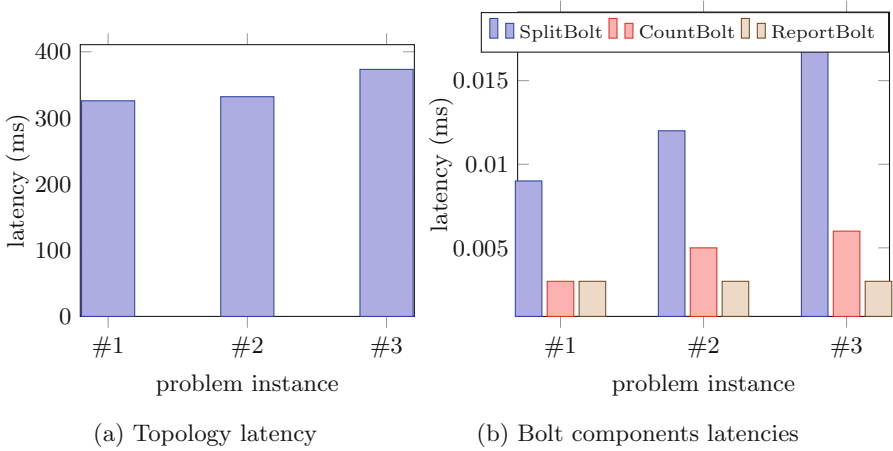 400
300
200
100
0
latency (ms)
#1 #2 #3
problem instance
(a) Topology latency
SplitBolt CountBolt ReportBolt
0.015
0.01
0.005
latency (ms)
#1 #2 #3
problem instance
(b) Bolt components latencies